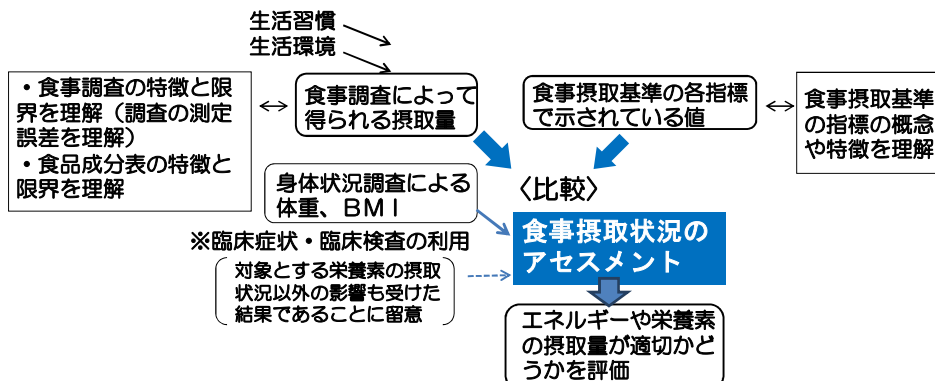 生活習慣
生活環境
・食事調査の特徴と限
界を理解（調査の測定
誤差を理解）
・食品成分表の特徴と
限界を理解
食事調査によって
得られる摂取量
食事摂取基準の各指標
で示されている値
食事摂取基準
の指標の概念
や特徴を理解
〈比較〉
身体状況調査による
体重、ＢＭＩ
※臨床症状・臨床検査の利用
対象とする栄養素の摂取
状況以外の影響も受けた
結果であることに留意
食事摂取状況の
アセスメント
エネルギーや栄養素
の摂取量が適切かど
うかを評価